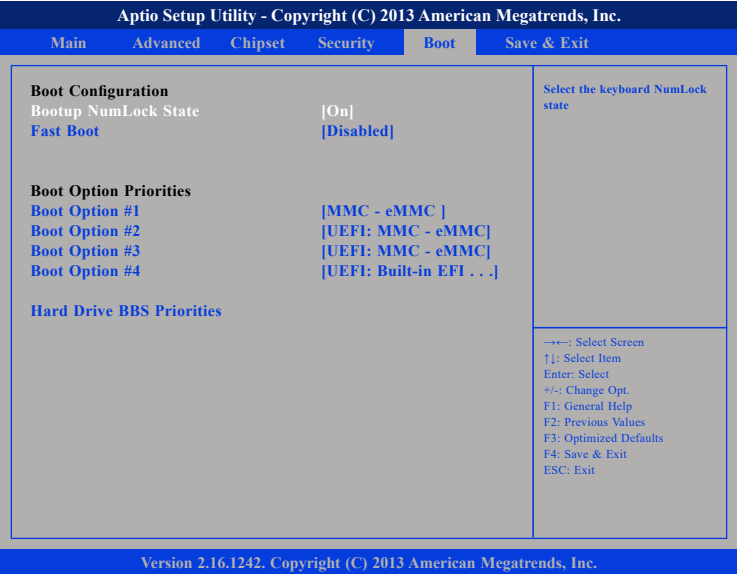 Aptio Setup Utility - Copyright (C) 2013 American Megatrends, Inc.
Main Advanced Chipset Security Boot Save & Exit
Boot Configuration
Bootup NumLock State [On]
Fast Boot [Disabled]
Boot Option Priorities
Boot Option #1 [MMC - eMMC ]
Boot Option #2 [UEFI: MMC - eMMC]
Boot Option #3 [UEFI: MMC - eMMC]
Boot Option #4 [UEFI: Built-in EFI . . .]
Hard Drive BBS Priorities
Select the keyboard NumLock
state
→←: Select Screen
↑↓: Select Item
Enter: Select
+/-: Change Opt.
F1: General Help
F2: Previous Values
F3: Optimized Defaults
F4: Save & Exit
ESC: Exit
Version 2.16.1242. Copyright (C) 2013 American Megatrends, Inc.